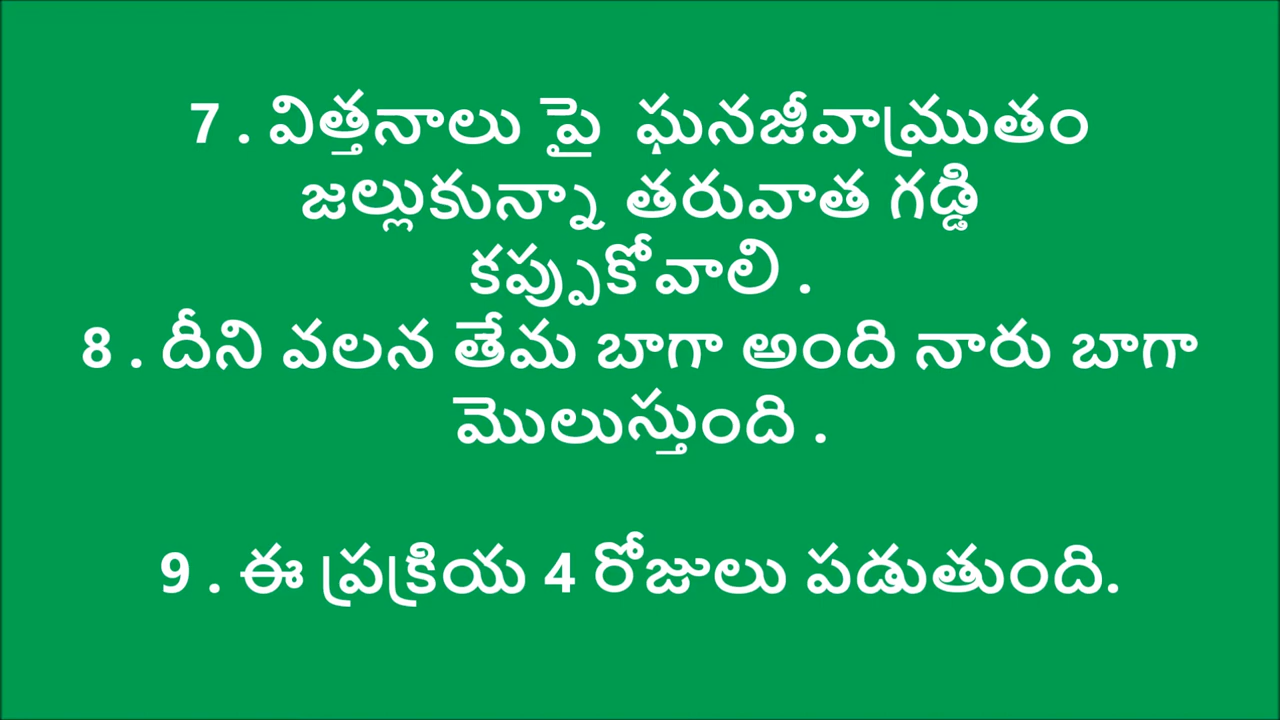 7 . విత్తనాలు పై ఘనజీవామ్రుతం
జల్లుకున్నా తరువాత గడ్డి
కప్పుకోవాలి .
8 . దీని వలన తేమ బాగా అంది నారు బాగా
మొలుస్తుంది .
9 . ఈ ప్రక్రియ 4 రోజులు పడుతుంది.